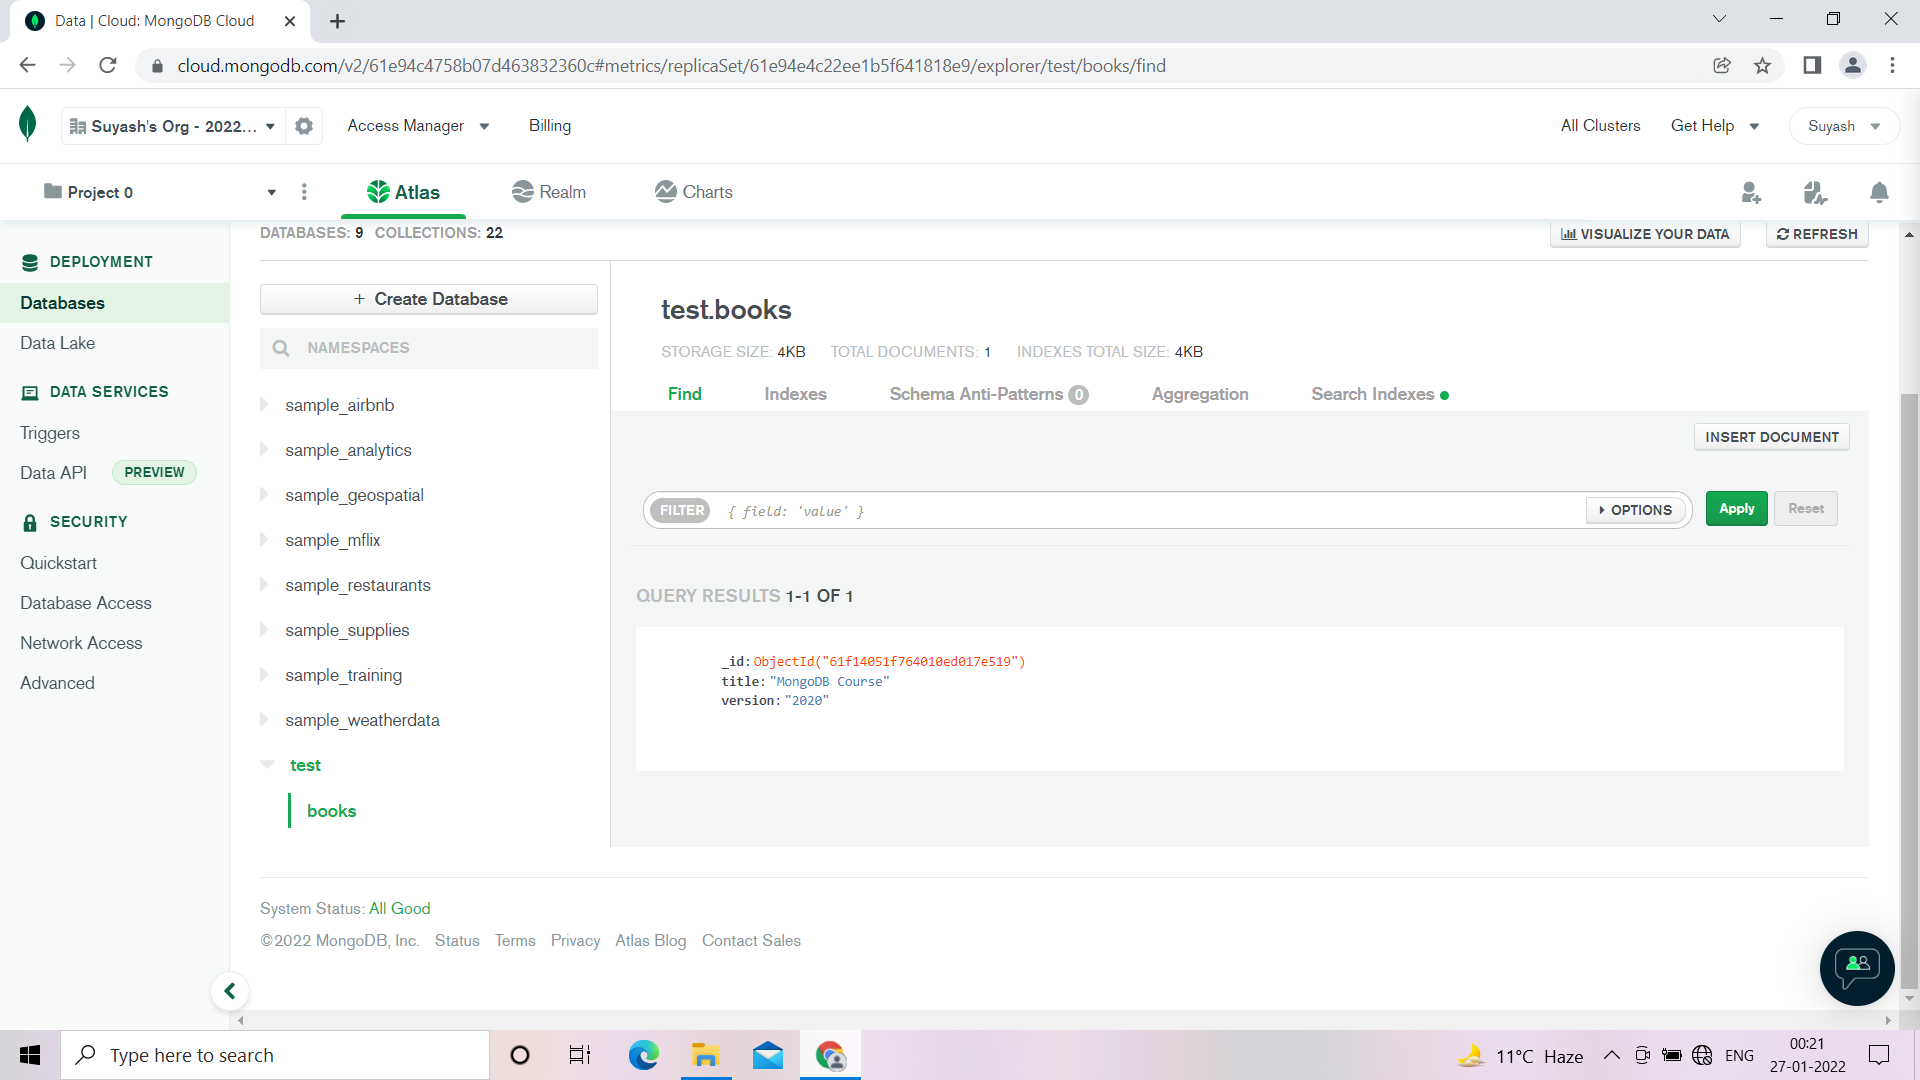 Data | Cloud: MongoDB Cloud
cloud.mongodb.com/v2/61e94c4758b07d463832360c#metrics/replicaSet/61e94e4c22ee1b5f641818e9/explorer/test/books/find
Suyash's Org - 2022...
Access Manager
Billing
All Clusters
Get Help
Suyash
Project 0
Atlas
Realm
Charts
DATABASES: 9 COLLECTIONS: 22
VISUALIZE YOUR DATA
REFRESH
DEPLOYMENT
Databases
Data Lake
DATA SERVICES
Triggers
Data API PREVIEW
SECURITY
Quickstart
Database Access
Network Access
Advanced
+ Create Database
NAMESPACES
sample_airbnb
sample_analytics
sample_geospatial
sample_mflix
sample_restaurants
sample_supplies
sample_training
sample_weatherdata
test
books
test.books
STORAGE SIZE: 4KB TOTAL DOCUMENTS: 1 INDEXES TOTAL SIZE: 4KB
Find Indexes Schema Anti-Patterns 0 Aggregation Search Indexes
INSERT DOCUMENT
FILTER { field: 'value' } OPTIONS Apply Reset
QUERY RESULTS 1-1 OF 1
_id: ObjectId("61f14051f764010ed017e519")
title: "MongoDB Course"
version: "2020"
System Status: All Good
©2022 MongoDB, Inc. Status Terms Privacy Atlas Blog Contact Sales
Type here to search
11°C Haze
ENG
00:21
27-01-2022